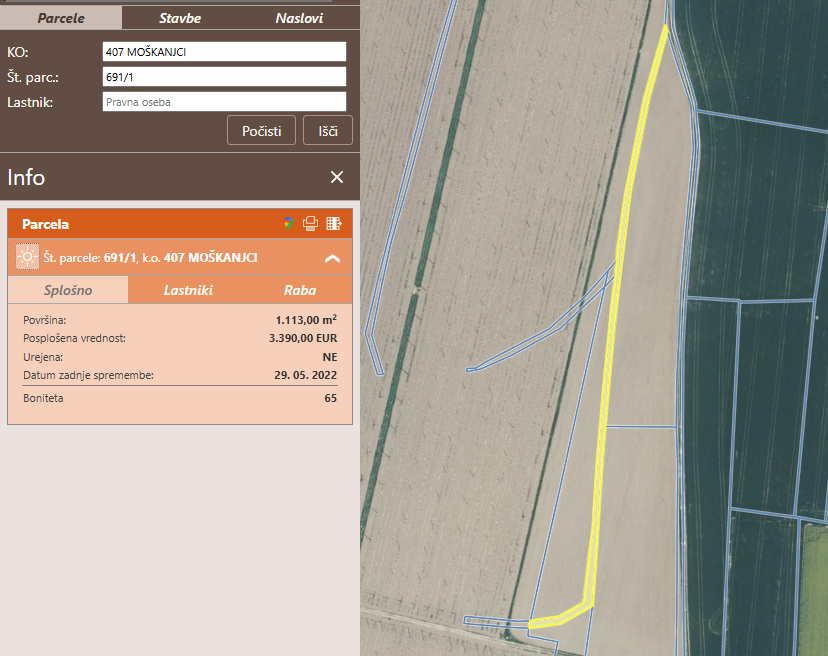 Parcele Stavbe Naslovi
KO: 407 MOŠKANJCI
Št. parc.: 691/1
Lastnik: Pravna oseba
Počisti Išči
Info
Parcela
Št. parcele: 691/1, k.o. 407 MOŠKANJCI
Splošno Lastniki Raba
Površina: 1.113,00 m²
Posplošena vrednost: 3.390,00 EUR
Urejena: NE
Datum zadnje spremembe: 29. 05. 2022
Boniteta 65